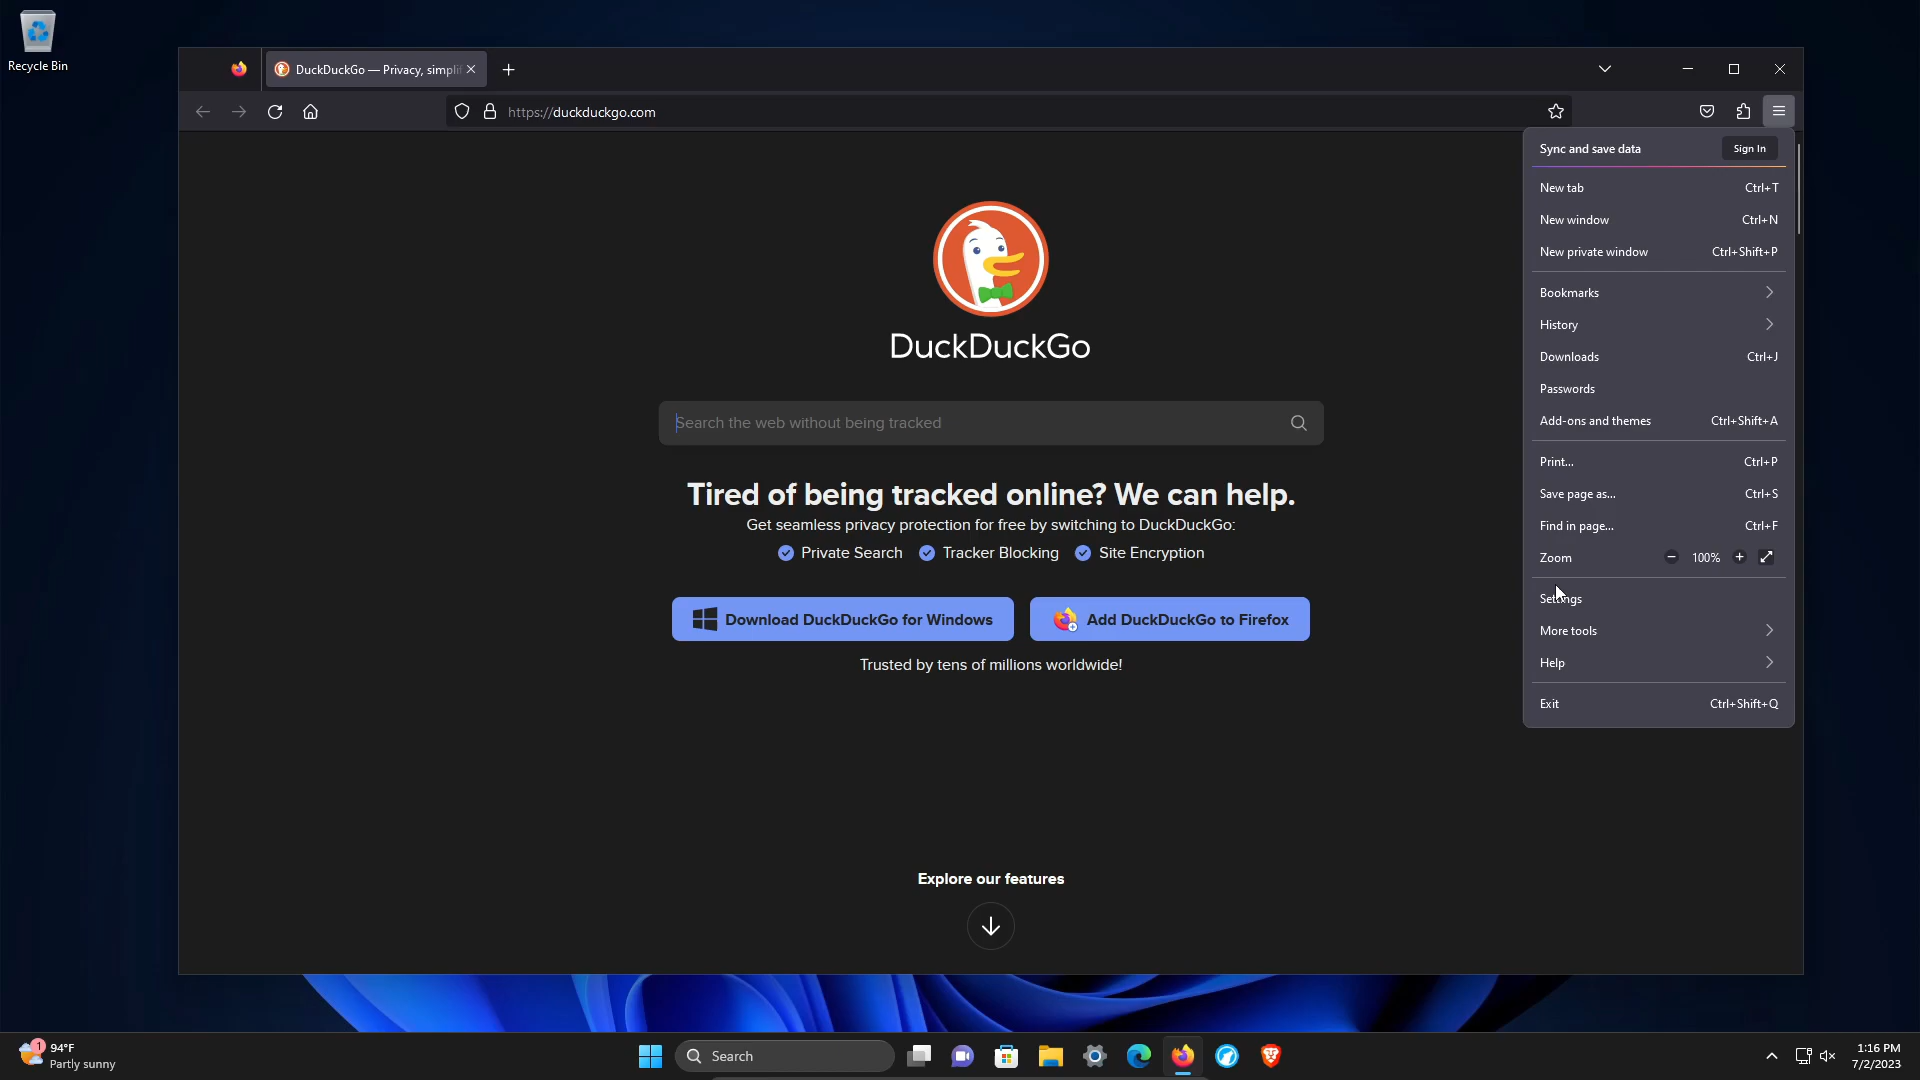 Recycle Bin
DuckDuckGo — Privacy, simplif
https://duckduckgo.com
Sync and save data Sign In
New tab Ctrl+T
New window Ctrl+N
New private window Ctrl+Shift+P
Bookmarks
History
Downloads Ctrl+J
Passwords
Add-ons and themes Ctrl+Shift+A
Print... Ctrl+P
Save page as... Ctrl+S
Find in page... Ctrl+F
Zoom 100%
Settings
More tools
Help
Exit Ctrl+Shift+Q
DuckDuckGo
Search the web without being tracked
Tired of being tracked online? We can help.
Get seamless privacy protection for free by switching to DuckDuckGo:
Private Search Tracker Blocking Site Encryption
Download DuckDuckGo for Windows Add DuckDuckGo to Firefox
Trusted by tens of millions worldwide!
Explore our features
1
94°F
Partly sunny
Search
1:16 PM
7/2/2023